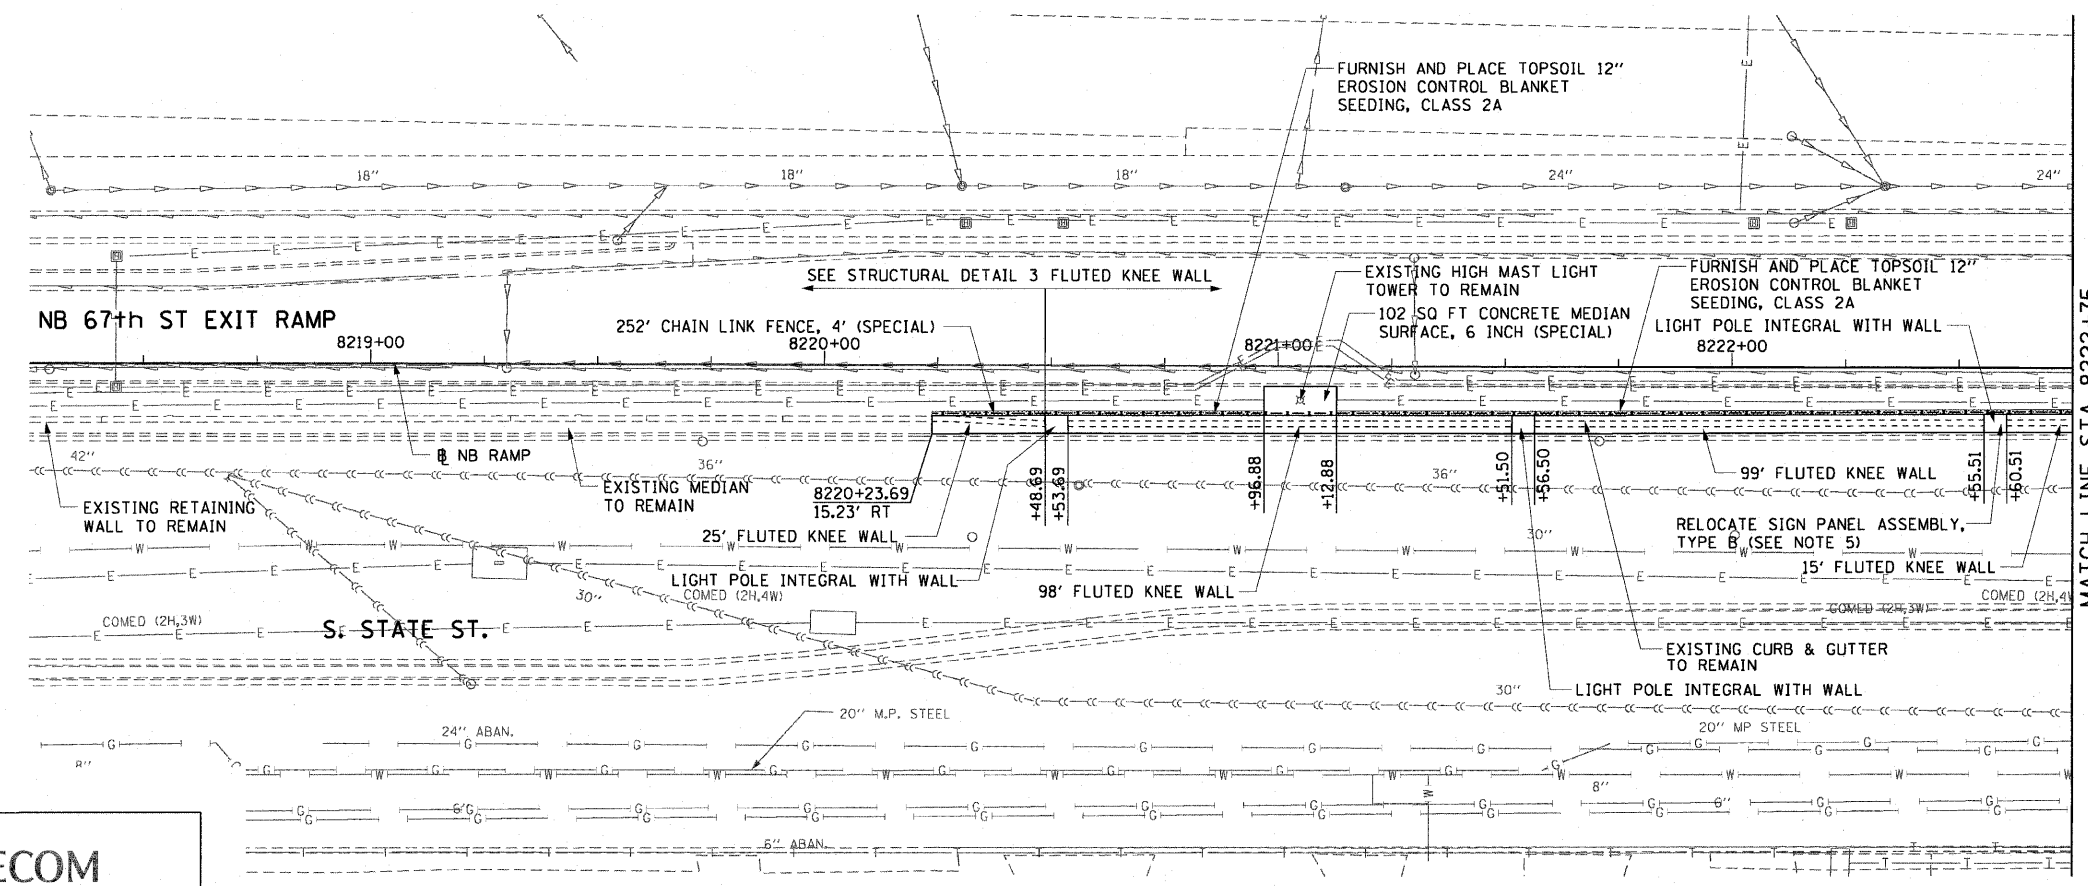 FURNISH AND PLACE TOPSOIL 12"
EROSION CONTROL BLANKET
SEEDING, CLASS 2A
18"
18"
18"
24"
24"
SEE STRUCTURAL DETAIL 3 FLUTED KNEE WALL
EXISTING HIGH MAST LIGHT
TOWER TO REMAIN
FURNISH AND PLACE TOPSOIL 12"
EROSION CONTROL BLANKET
SEEDING, CLASS 2A
NB 67th ST EXIT RAMP
252' CHAIN LINK FENCE, 4' (SPECIAL)
102 SQ FT CONCRETE MEDIAN
SURFACE, 6 INCH (SPECIAL)
LIGHT POLE INTEGRAL WITH WALL
8219+00
8220+00
8221+00
8222+00
℄ NB RAMP
42"
36"
36"
EXISTING RETAINING
WALL TO REMAIN
EXISTING MEDIAN
TO REMAIN
8220+23.69
15.23' RT
+48.69
+53.69
+96.88
+12.88
+51.50
+56.50
+55.51
+60.51
99' FLUTED KNEE WALL
25' FLUTED KNEE WALL
RELOCATE SIGN PANEL ASSEMBLY,
TYPE B (SEE NOTE 5)
30"
15' FLUTED KNEE WALL
LIGHT POLE INTEGRAL WITH WALL
98' FLUTED KNEE WALL
30"
COMED (2H,4W)
COMED (2H,3W)
COMED (2H,3W)
COMED (2H,4W
S. STATE ST.
EXISTING CURB & GUTTER
TO REMAIN
30"
LIGHT POLE INTEGRAL WITH WALL
20" M.P. STEEL
24" ABAN.
20" MP STEEL
8"
8"
6"
6"
6" ABAN.
MATCH LINE STA 8222+75
ECOM